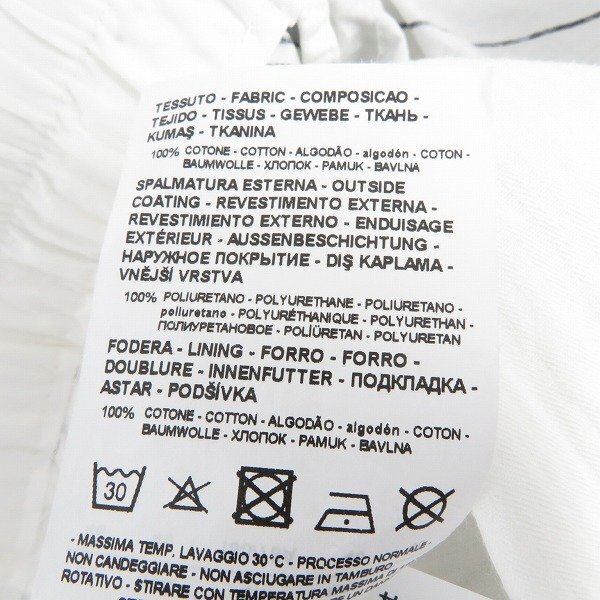 TESSUTO - FABRIC - COMPOSICAO -
TEJIDO - TISSUS - GEWEBE - ТКАНЬ -
KUMAŞ - TKANINA
100% COTONE - COTTON - ALGODÃO - algodón - COTON -
BAUMWOLLE - ХЛОПОК - PAMUK - BAVLNA
SPALMATURA ESTERNA - OUTSIDE
COATING - REVESTIMENTO EXTERNO -
REVESTIMIENTO EXTERNO - ENDUISAGE
EXTÉRIEUR - AUSSENBESCHICHTUNG -
НАРУЖНОЕ ПОКРЫТИЕ - DIŞ KAPLAMA -
VNĚJŠÍ VRSTVA
100% POLIURETANO - POLYURETHANE - POLIURETANO -
poliuretano - POLYURÉTHANIQUE - POLYURETHAN -
ПОЛИУРЕТАНОВОЕ - POLİÜRETAN - POLYURETAN
FODERA - LINING - FORRO - FORRO -
DOUBLURE - INNENFUTTER - ПОДКЛАДКА -
ASTAR - PODŠÍVKA
100% COTONE - COTTON - ALGODÃO - algodón - COTON -
BAUMWOLLE - ХЛОПОК - PAMUK - BAVLNA
30
- MASSIMA TEMP. LAVAGGIO 30°C - PROCESSO NORMALE -
NON CANDEGGIARE - NON ASCIUGARE IN TAMBURO
ROTATIVO - STIRARE CON TEMPERATURA MASSIMA